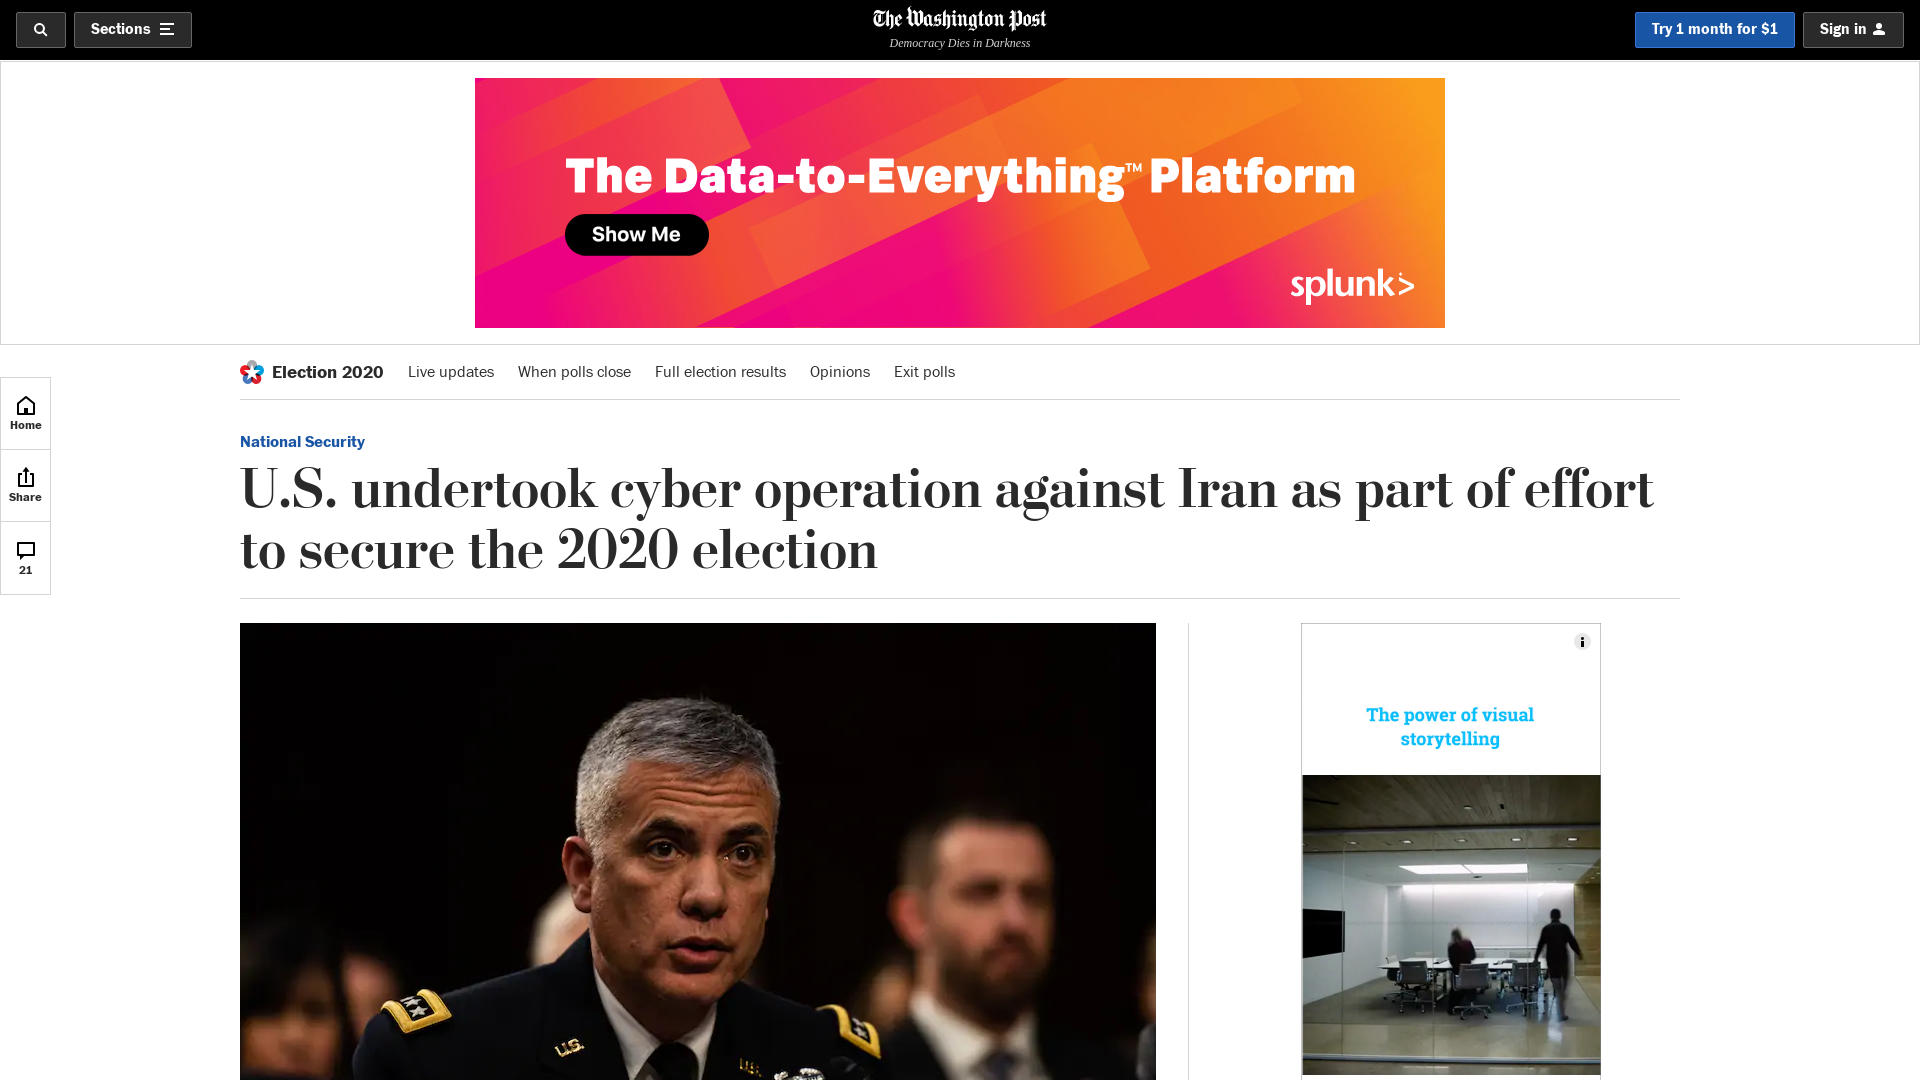 Sections
The Washington Post
Democracy Dies in Darkness
Try 1 month for $1
Sign in
The Data-to-Everything™ Platform
Show Me
splunk>
Election 2020
Live updates
When polls close
Full election results
Opinions
Exit polls
Home
Share
21
National Security
U.S. undertook cyber operation against Iran as part of effort
to secure the 2020 election
The power of visual
storytelling
U.S.
U.S.